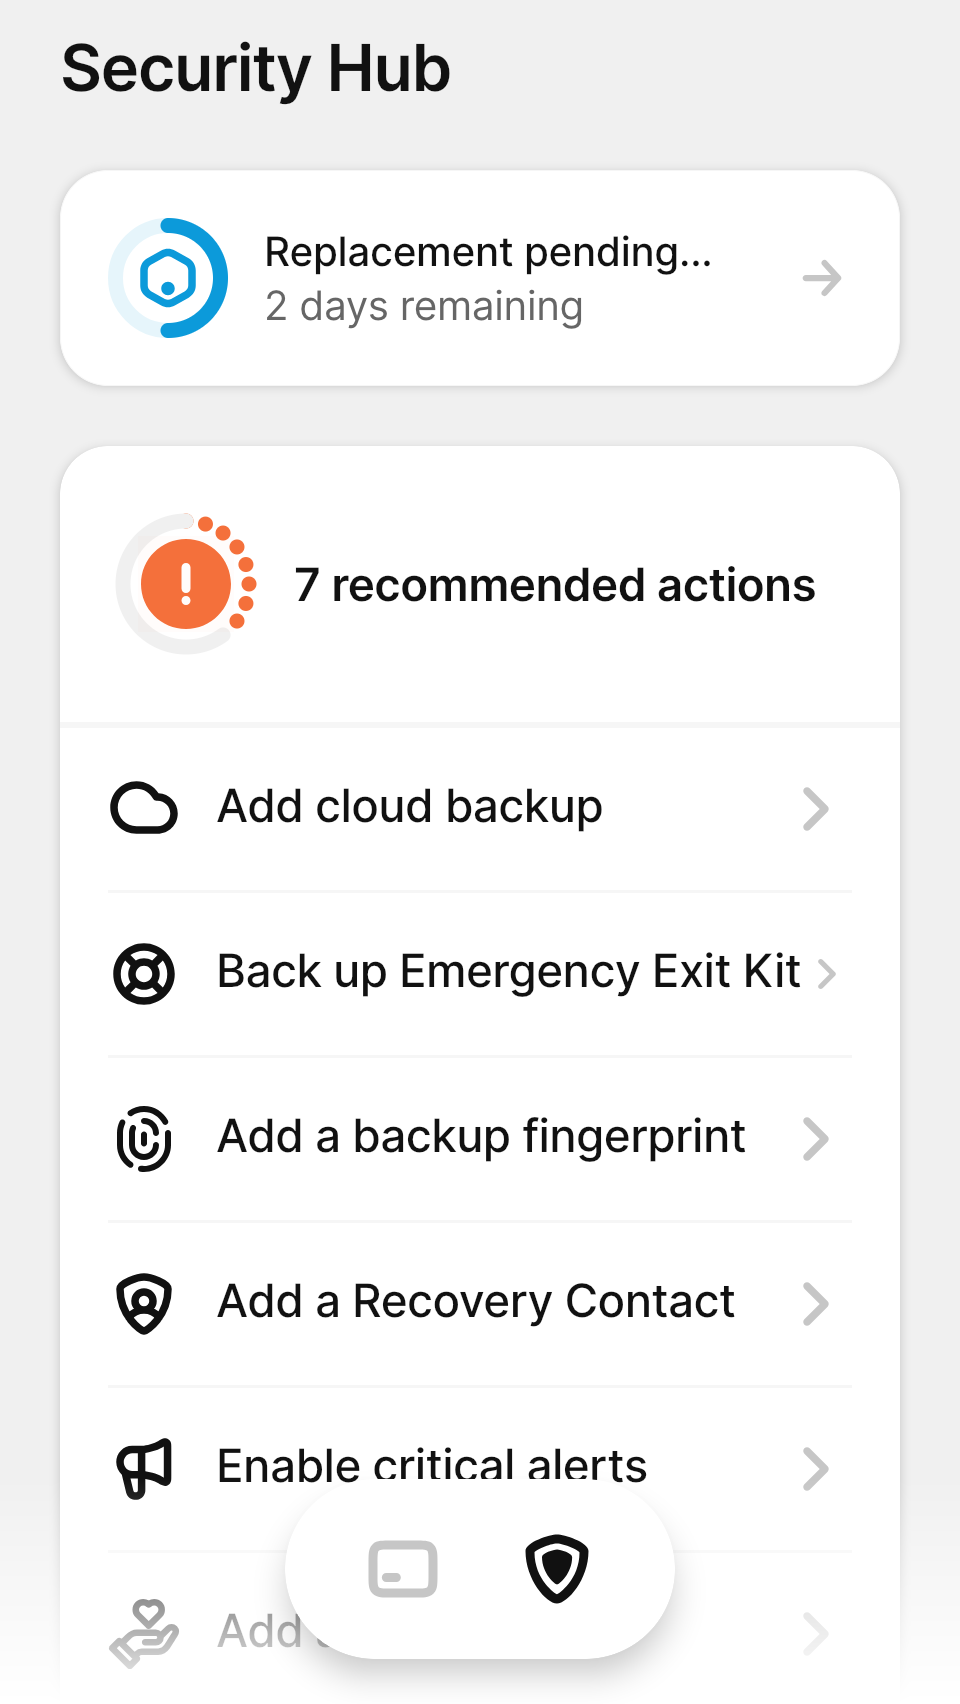 Security Hub
Replacement pending...
2 days remaining
7 recommended actions
Add cloud backup
Back up Emergency Exit Kit
Add a backup fingerprint
Add a Recovery Contact
Enable critical alerts
Add